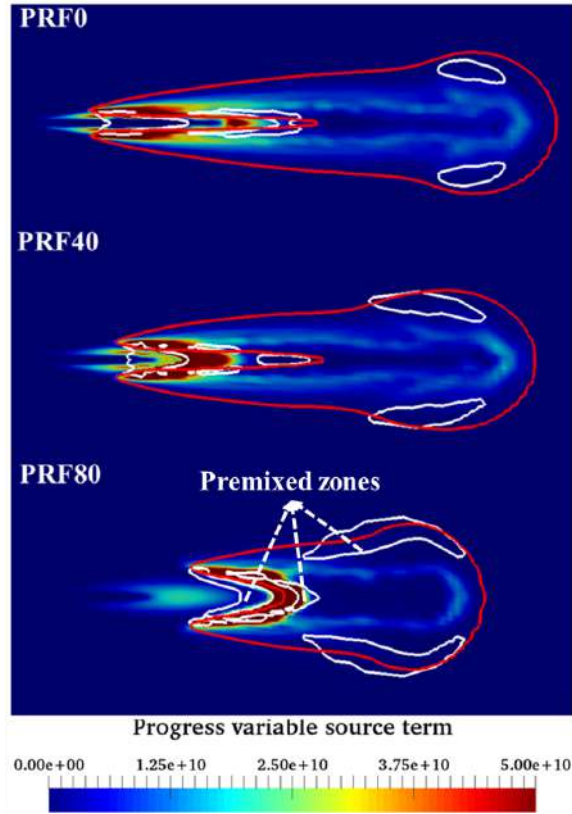 PRF0
PRF40
PRF80
Premixed zones
Progress variable source term
0.00e+00 1.25e+10 2.50e+10 3.75e+10 5.00e+10